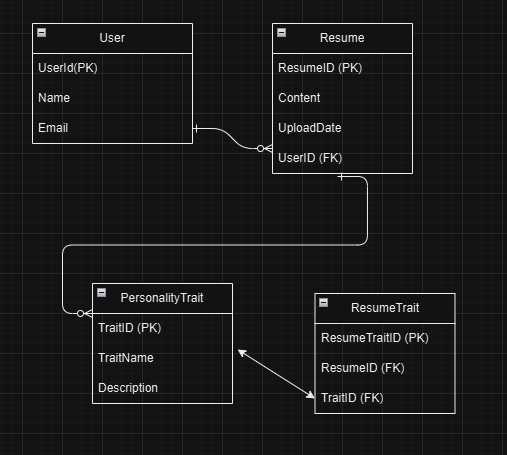 User
UserId(PK)
Name
Email
Resume
ResumeID (PK)
Content
UploadDate
UserID (FK)
PersonalityTrait
TraitID (PK)
TraitName
Description
ResumeTrait
ResumeTraitID (PK)
ResumeID (FK)
TraitID (FK)